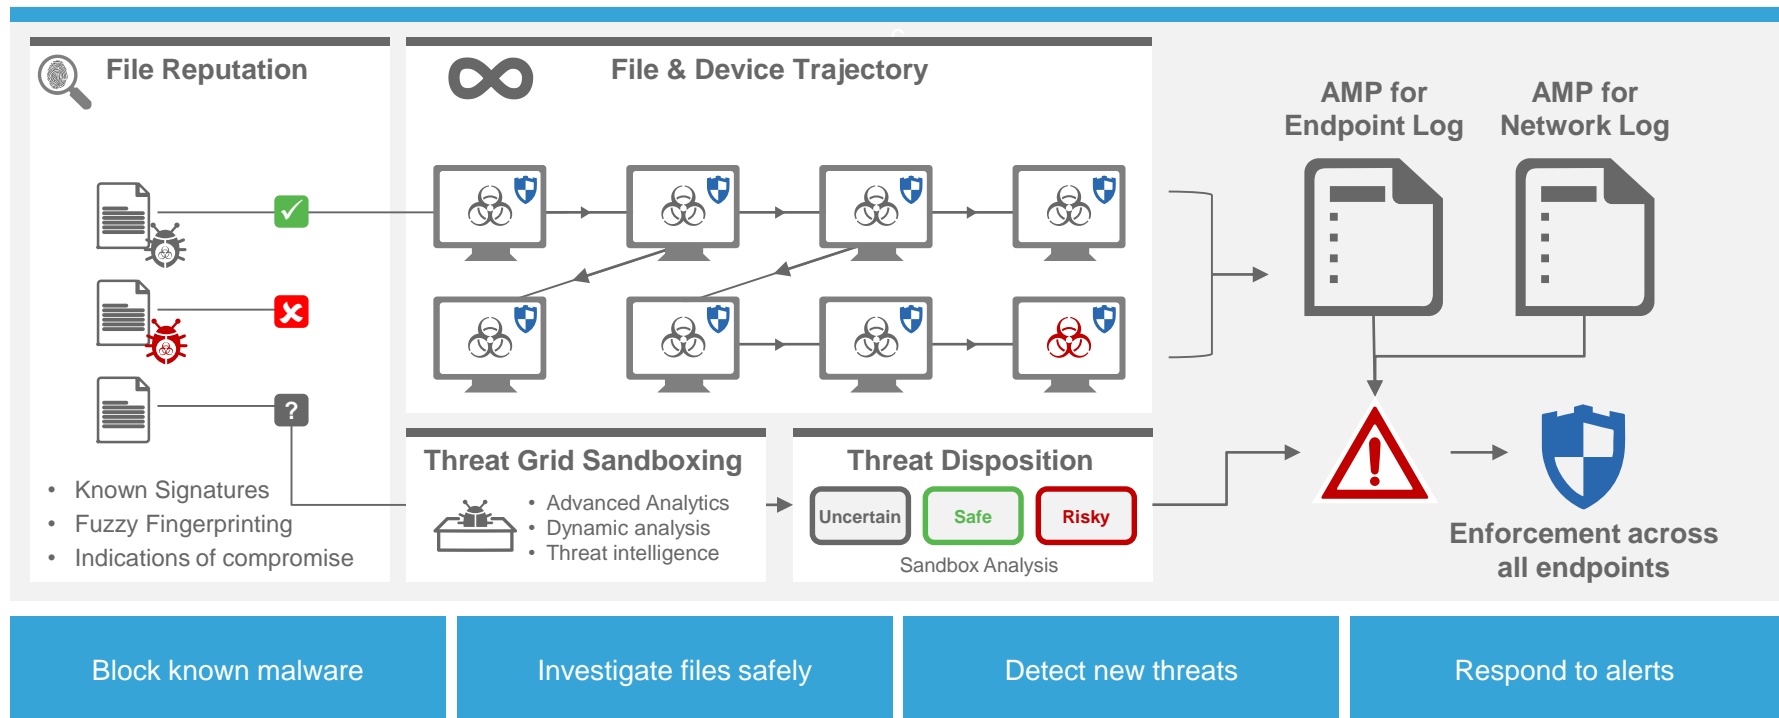 File Reputation
Known Signatures
Fuzzy Fingerprinting
Indications of compromise
File & Device Trajectory
?
Threat Grid Sandboxing
Advanced Analytics
Dynamic analysis
Threat intelligence
Threat Disposition
Uncertain
Safe
Risky
Sandbox Analysis
AMP for
Endpoint Log
AMP for
Network Log
Enforcement across
all endpoints
Block known malware
Investigate files safely
Detect new threats
Respond to alerts